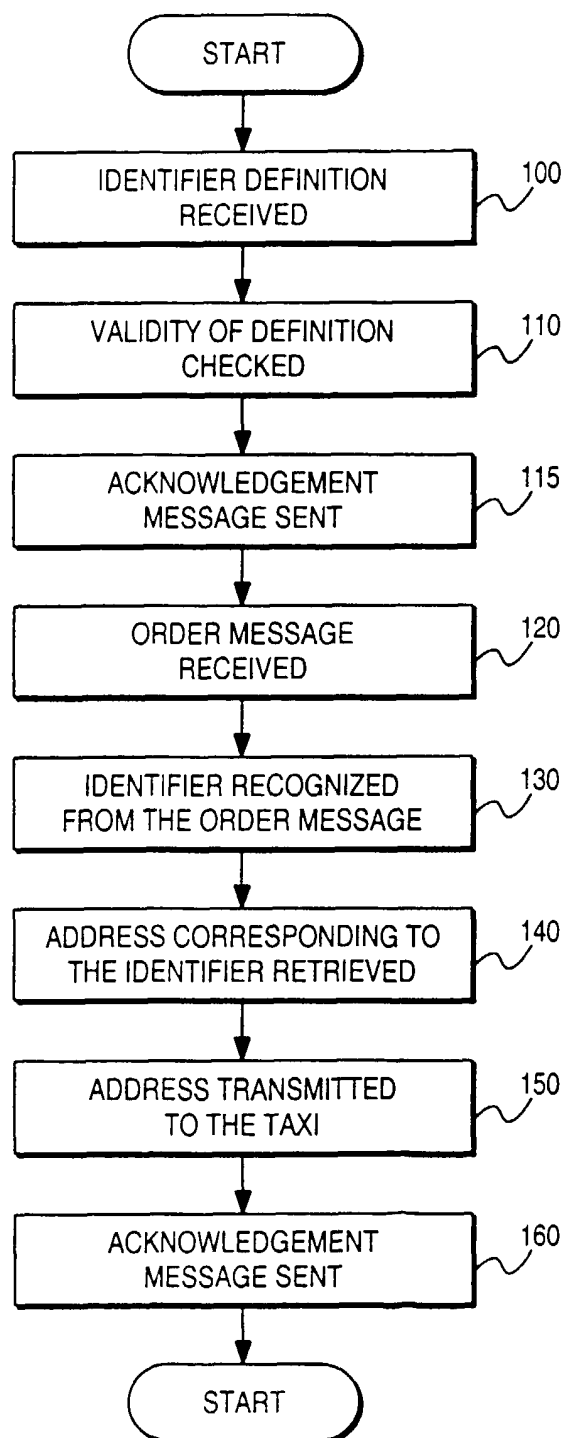 START
IDENTIFIER DEFINITION
RECEIVED
100
VALIDITY OF DEFINITION
CHECKED
110
ACKNOWLEDGEMENT
MESSAGE SENT
115
ORDER MESSAGE
RECEIVED
120
IDENTIFIER RECOGNIZED
FROM THE ORDER MESSAGE
130
ADDRESS CORRESPONDING TO
THE IDENTIFIER RETRIEVED
140
ADDRESS TRANSMITTED
TO THE TAXI
150
ACKNOWLEDGEMENT
MESSAGE SENT
160
START